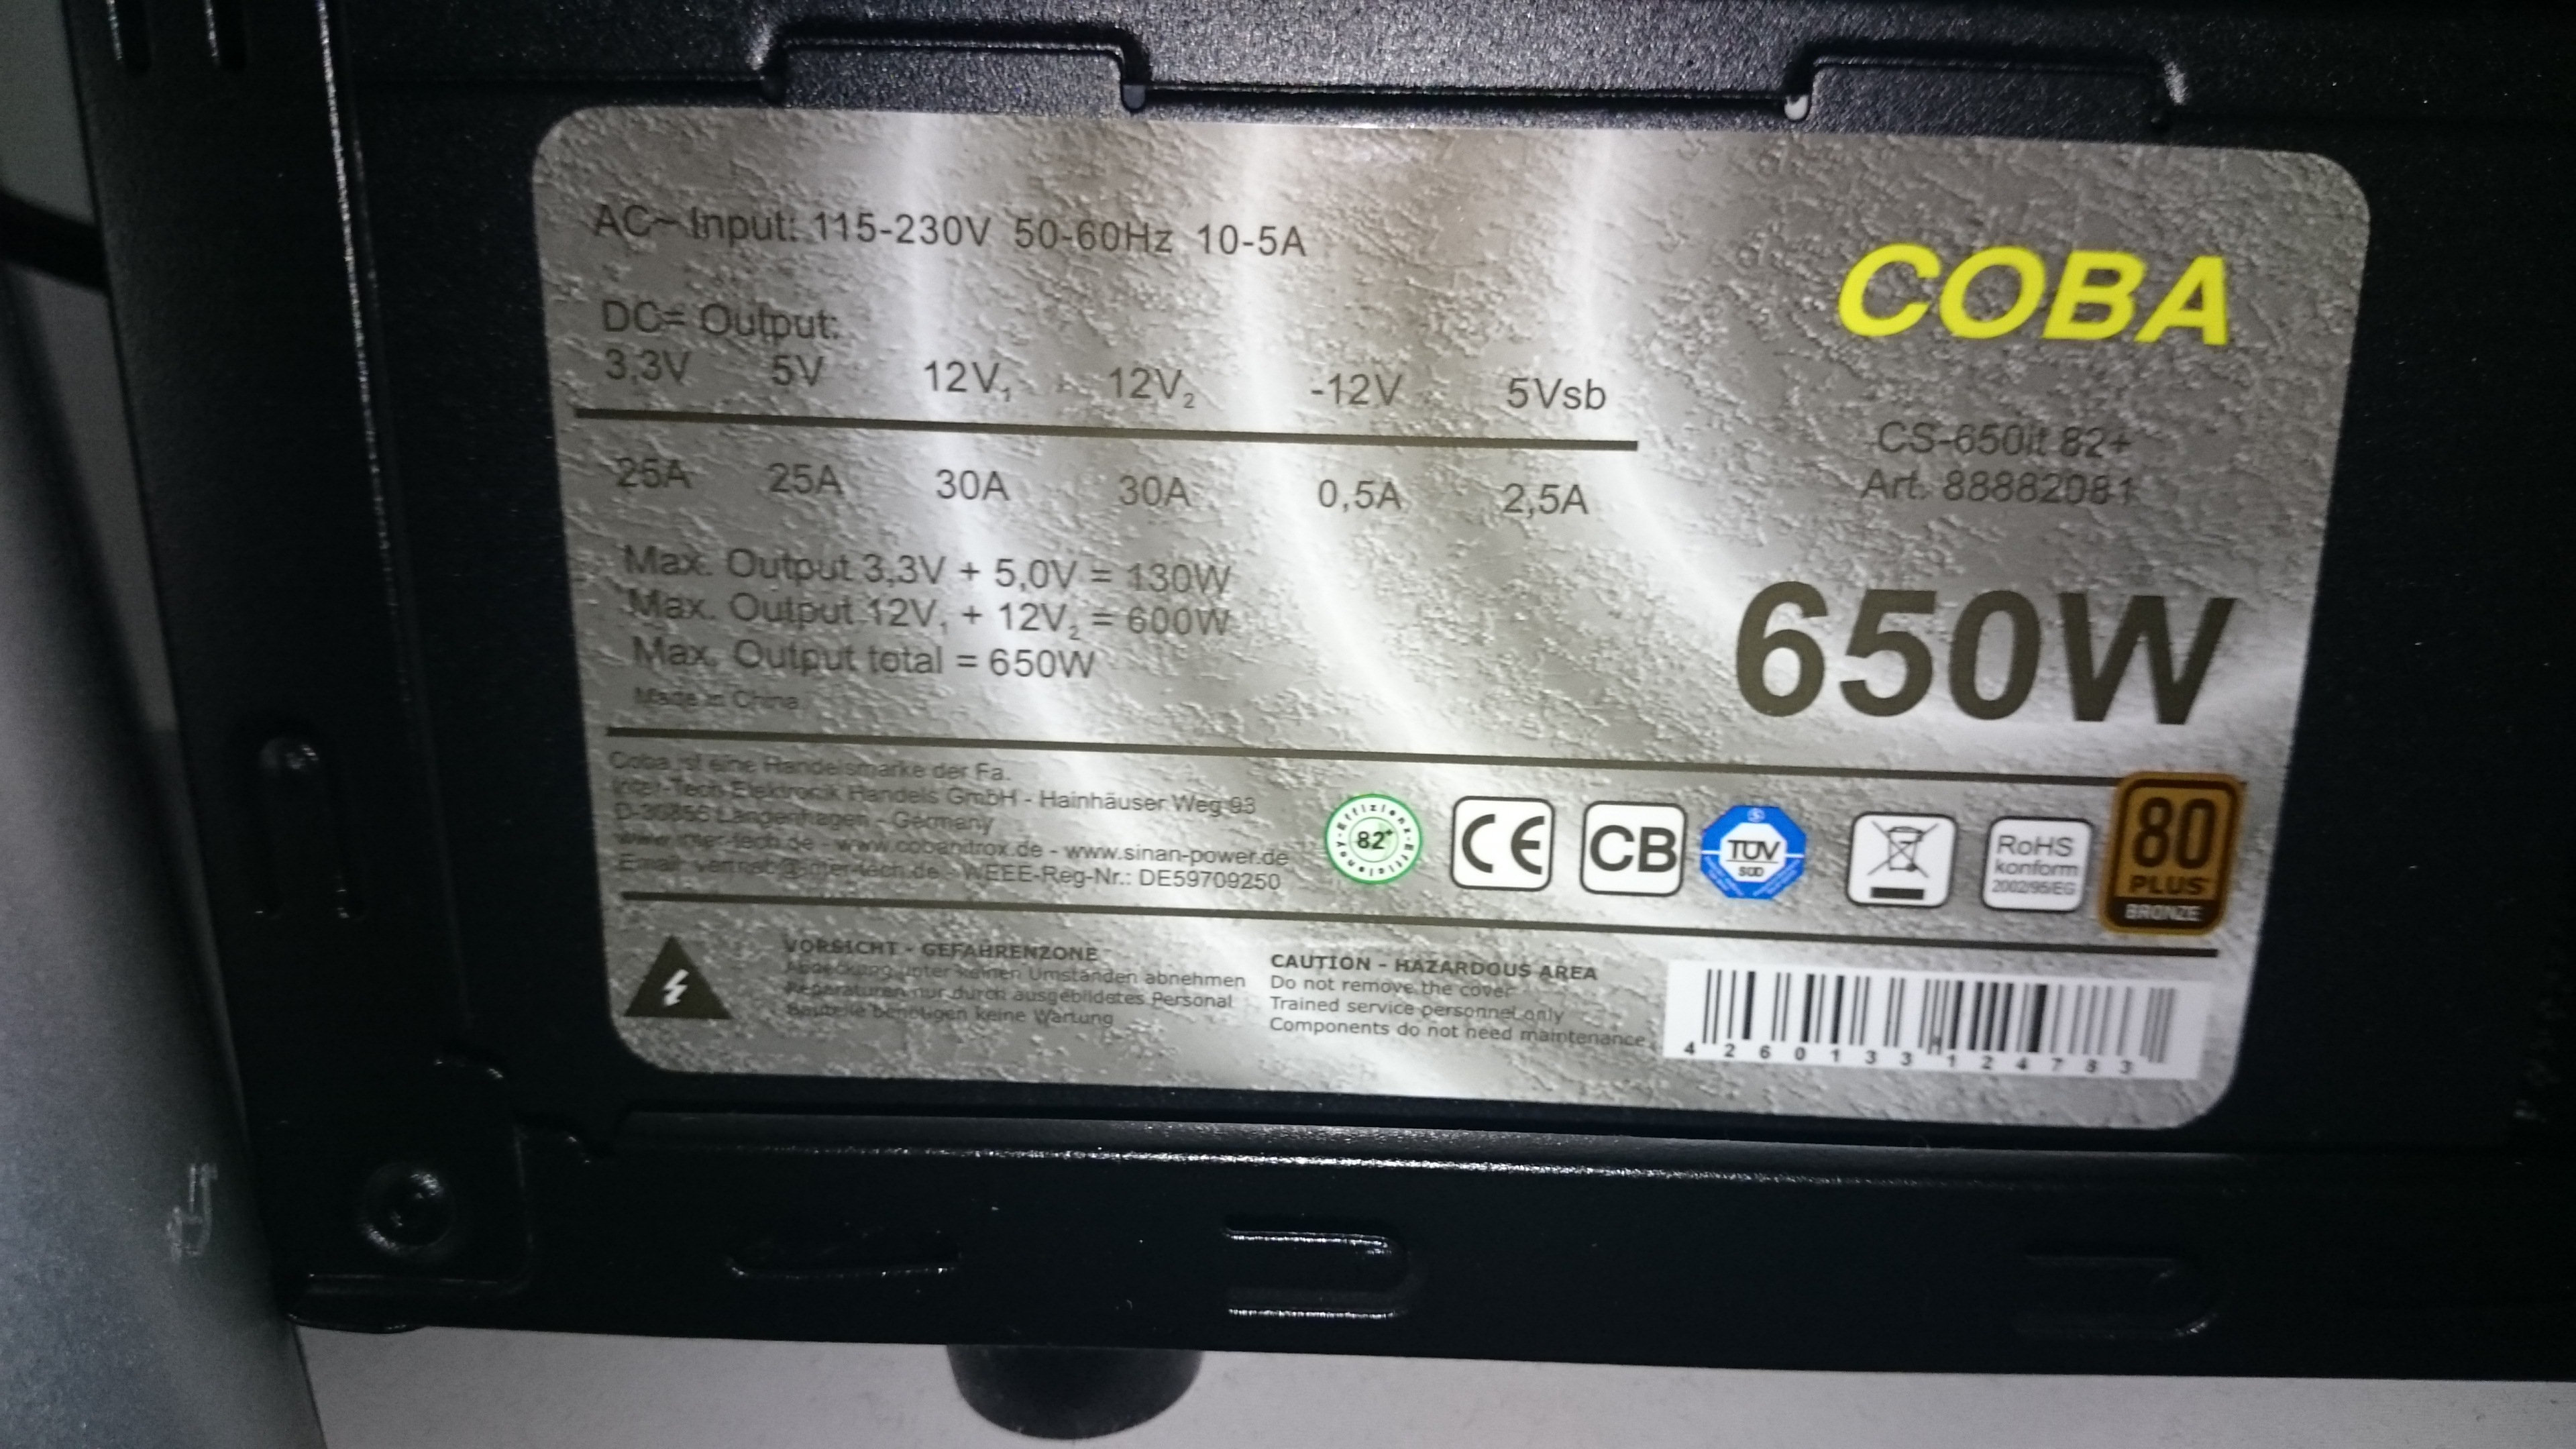 AC~ Input: 115-230V 50-60Hz 10-5A
COBA
DC= Output:
3,3V 5V 12V₁ 12V₂ -12V 5Vsb
25A 25A 30A 30A 0,5A 2,5A
CS-650it 82+
Art. 88882081
Max. Output 3,3V + 5,0V = 130W
Max. Output 12V₁ + 12V₂ = 600W
Max. Output total = 650W
Made in China
650W
Coba ist eine Handelsmarke der Fa.
Inter-Tech Elektronik Handels GmbH - Hainhäuser Weg 93
D-30855 Langenhagen - Germany
www.inter-tech.de - www.cobanitrox.de - www.sinan-power.de
Email: vertrieb@inter-tech.de - WEEE-Reg-Nr.: DE59709250
82+
CE
CB
TÜV
SÜD
RoHS
konform
2002/95/EG
80
PLUS
BRONZE
VORSICHT - GEFAHRENZONE
Abdeckung unter keinen Umständen abnehmen
Reparaturen nur durch ausgebildetes Personal
Bauteile benötigen keine Wartung
CAUTION - HAZARDOUS AREA
Do not remove the cover
Trained service personnel only
Components do not need maintenance
4260133124783